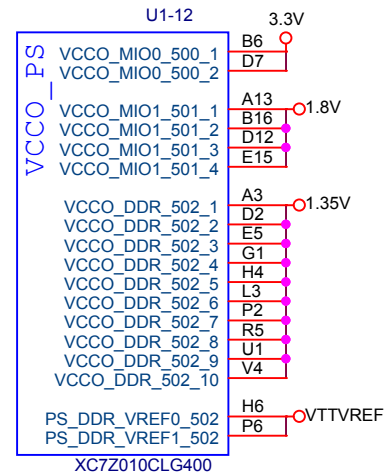 U1-12
3.3V
VCCO_PS
VCCO_MIO0_500_1 B6
VCCO_MIO0_500_2 D7
VCCO_MIO1_501_1 A13 1.8V
VCCO_MIO1_501_2 B16
VCCO_MIO1_501_3 D12
VCCO_MIO1_501_4 E15
VCCO_DDR_502_1 A3 1.35V
VCCO_DDR_502_2 D2
VCCO_DDR_502_3 E5
VCCO_DDR_502_4 G1
VCCO_DDR_502_5 H4
VCCO_DDR_502_6 L3
VCCO_DDR_502_7 P2
VCCO_DDR_502_8 R5
VCCO_DDR_502_9 U1
VCCO_DDR_502_10 V4
PS_DDR_VREF0_502 H6 VTTVREF
PS_DDR_VREF1_502 P6
XC7Z010CLG400